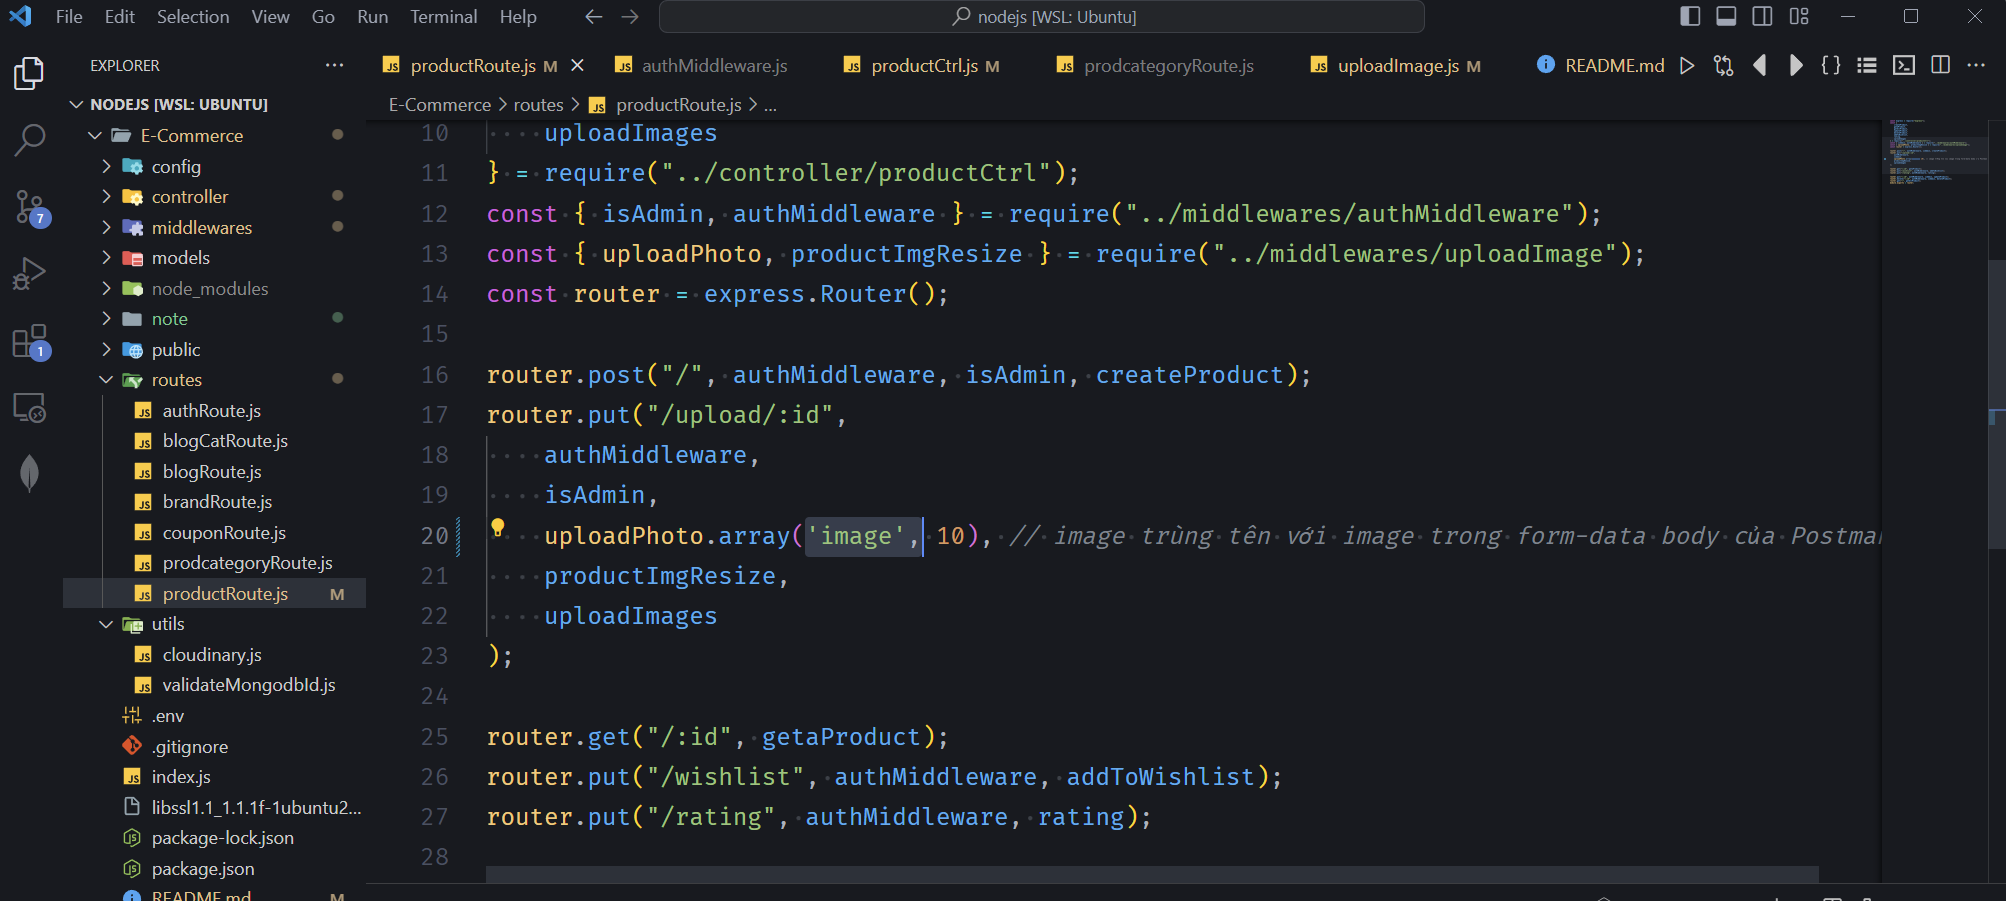 File Edit Selection View Go Run Terminal Help
nodejs [WSL: Ubuntu]
EXPLORER
productRoute.js M
authMiddleware.js
productCtrl.js M
prodcategoryRoute.js
uploadImage.js M
README.md
NODEJS [WSL: UBUNTU]
E-Commerce
config
controller
middlewares
models
node_modules
note
public
routes
authRoute.js
blogCatRoute.js
blogRoute.js
brandRoute.js
couponRoute.js
prodcategoryRoute.js
productRoute.js M
utils
cloudinary.js
validateMongodbId.js
.env
.gitignore
index.js
libssl1.1_1.1.1f-1ubuntu2...
package-lock.json
package.json
README.md M
7
1
E-Commerce > routes > productRoute.js > ...
10 uploadImages
11 } = require("../controller/productCtrl");
12 const { isAdmin, authMiddleware } = require("../middlewares/authMiddleware");
13 const { uploadPhoto, productImgResize } = require("../middlewares/uploadImage");
14 const router = express.Router();
15
16 router.post("/", authMiddleware, isAdmin, createProduct);
17 router.put("/upload/:id",
18 authMiddleware,
19 isAdmin,
20 uploadPhoto.array('image', 10), // image trùng tên với image trong form-data body của Postma
21 productImgResize,
22 uploadImages
23 );
24
25 router.get("/:id", getaProduct);
26 router.put("/wishlist", authMiddleware, addToWishlist);
27 router.put("/rating", authMiddleware, rating);
28